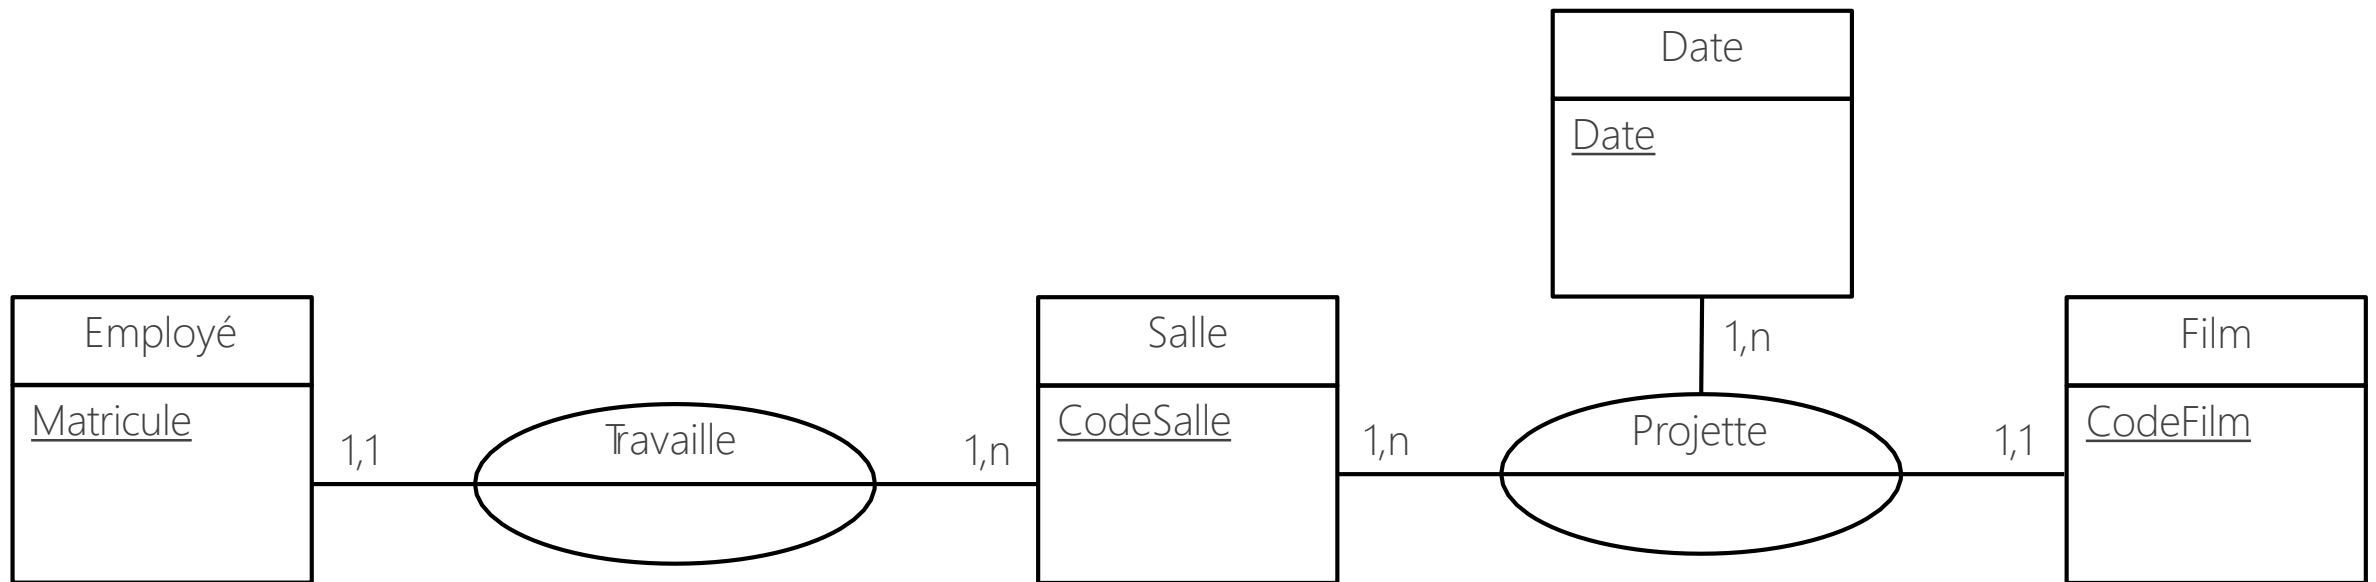 Date
Date
1,n
Employé
Matricule
1,1
Travaille
1,n
Salle
CodeSalle
1,n
Projette
1,1
Film
CodeFilm